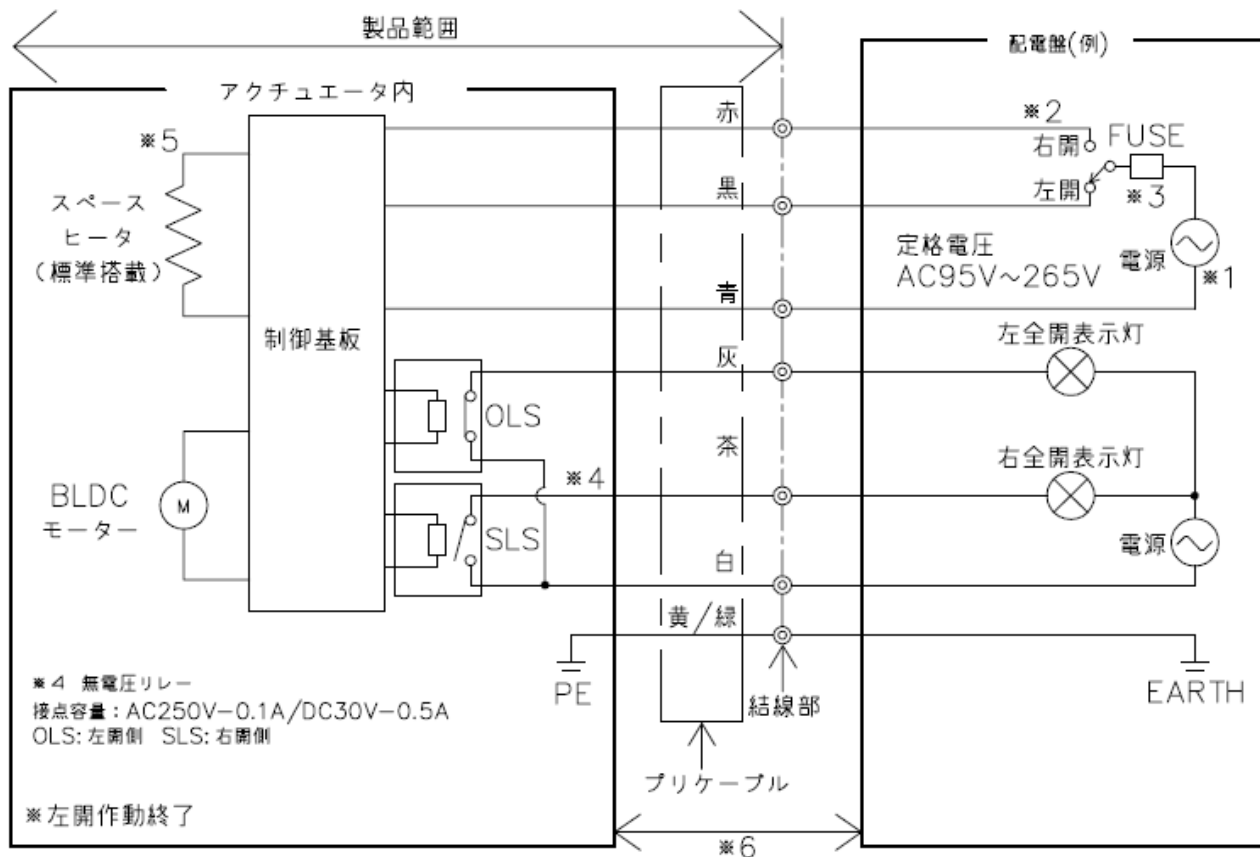 製品範囲
配電盤(例)
アクチュエータ内
赤
※2
※5
右開
FUSE
黒
左開
※3
スペース
ヒータ
(標準搭載)
定格電圧
AC95V～265V
電源
※1
青
制御基板
左全開表示灯
灰
OLS
茶
右全開表示灯
※4
BLDC
モーター
M
SLS
電源
白
黄/緑
PE
EARTH
※4 無電圧リレー
接点容量:AC250V-0.1A/DC30V-0.5A
OLS:左開側 SLS:右開側
結線部
プリケーブル
※左開作動終了
※6